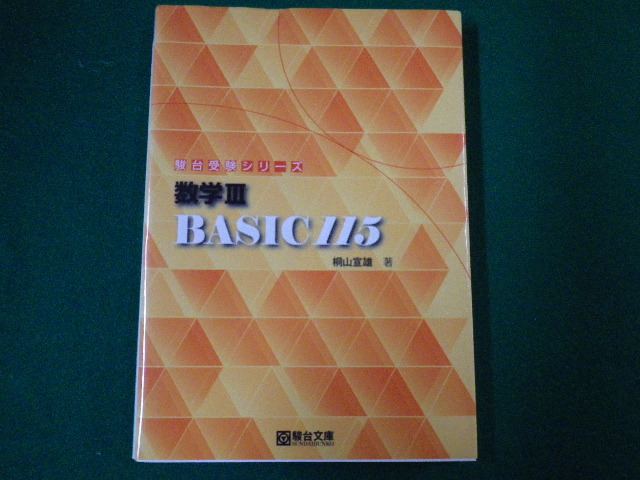 駿台受験シリーズ
数学III
BASIC 115
桐山宣雄 著
駿台文庫
SUNDAIBUNKO